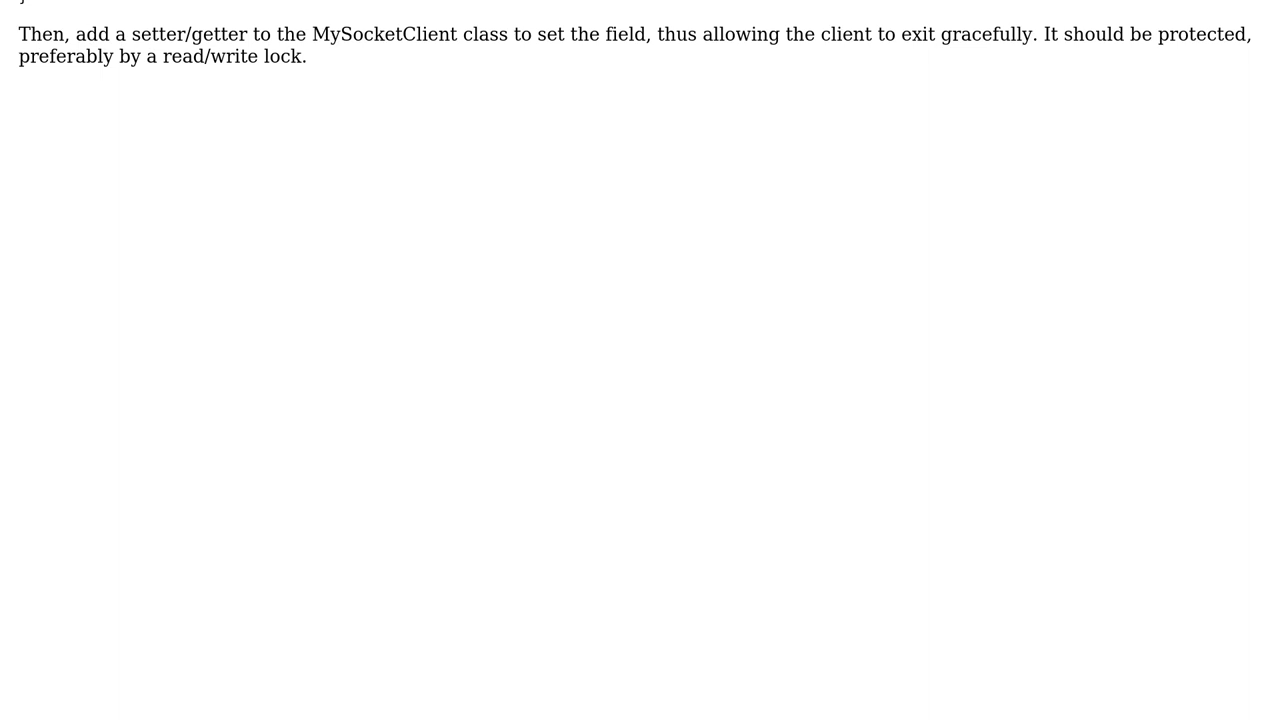 }
Then, add a setter/getter to the MySocketClient class to set the field, thus allowing the client to exit gracefully. It should be protected,
preferably by a read/write lock.